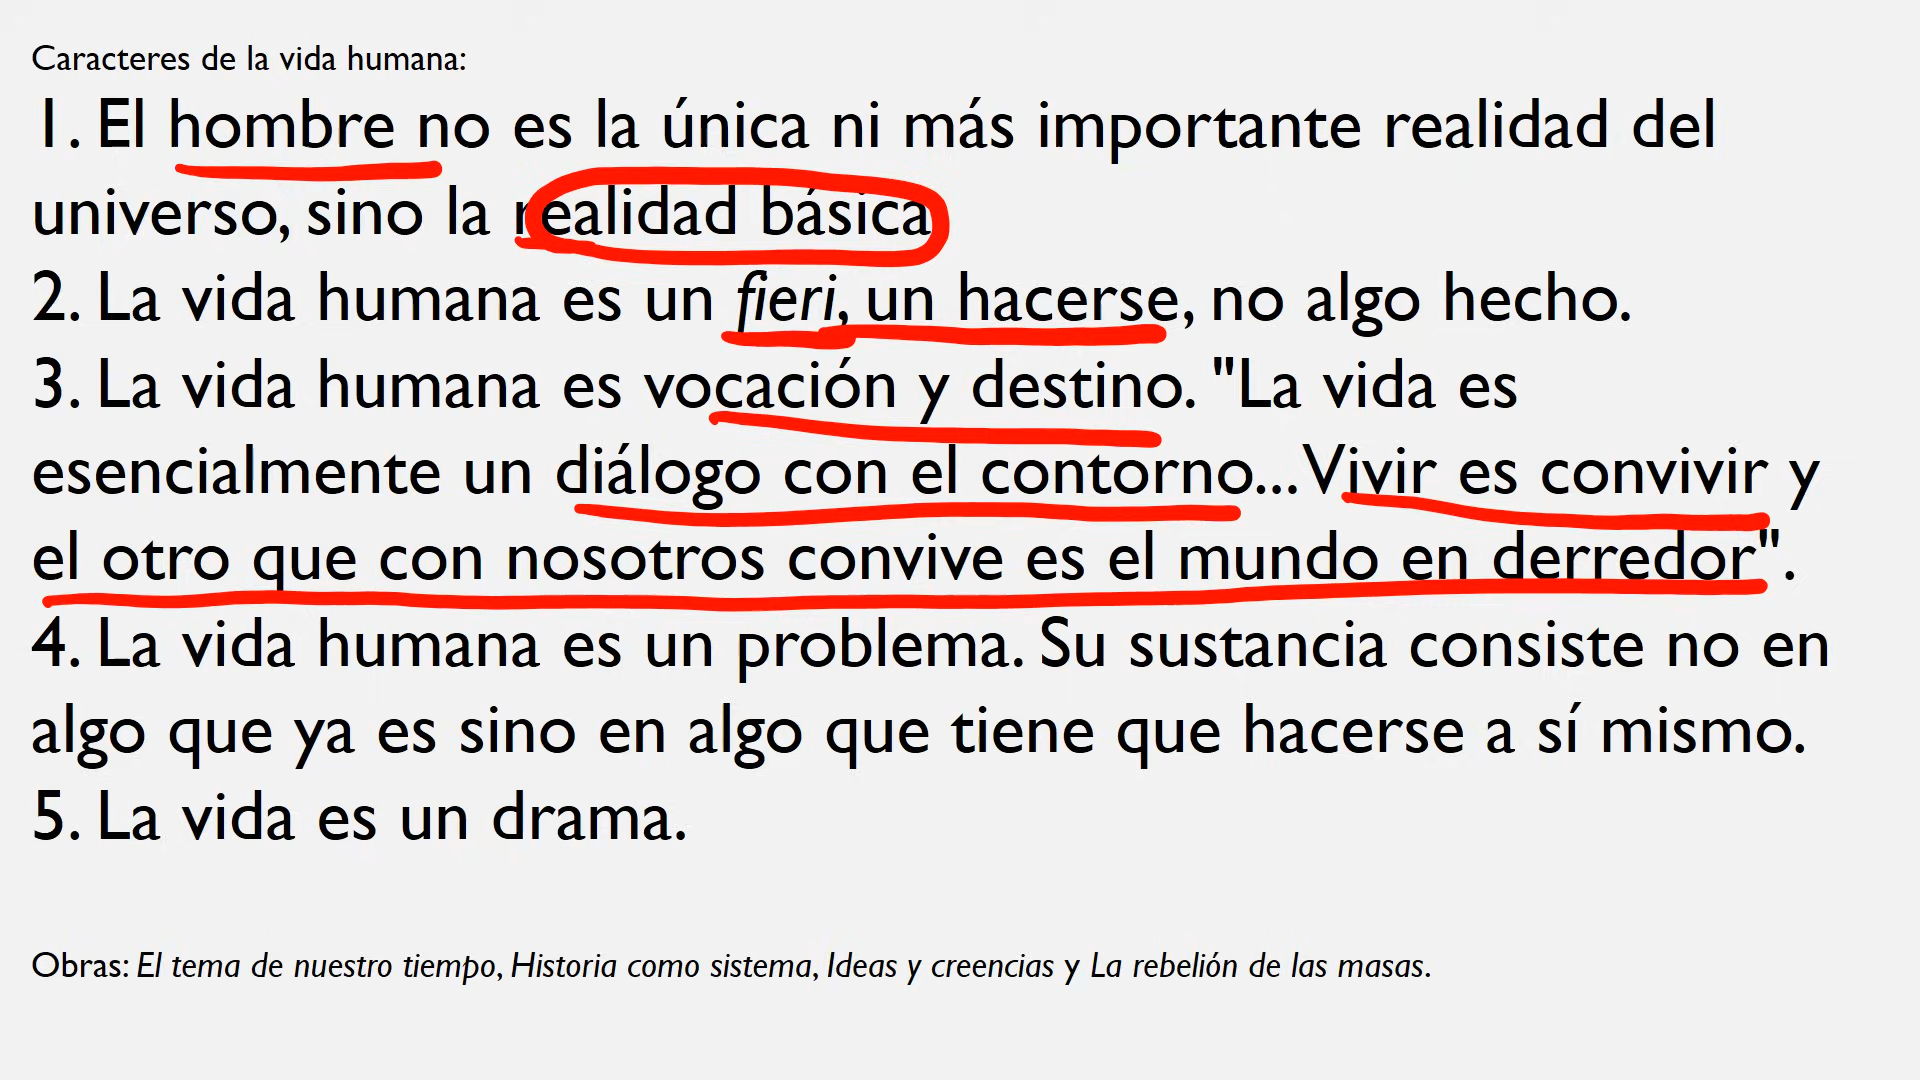 Caracteres de la vida humana:
1. El hombre no es la única ni más importante realidad del
universo, sino la realidad básica
2. La vida humana es un fieri, un hacerse, no algo hecho.
3. La vida humana es vocación y destino. "La vida es
esencialmente un diálogo con el contorno... Vivir es convivir y
el otro que con nosotros convive es el mundo en derredor".
4. La vida humana es un problema. Su sustancia consiste no en
algo que ya es sino en algo que tiene que hacerse a sí mismo.
5. La vida es un drama.
Obras: El tema de nuestro tiempo, Historia como sistema, Ideas y creencias y La rebelión de las masas.